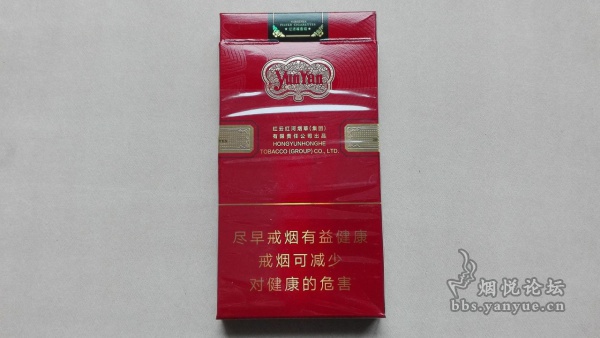 FILTER CIGARETTES
YunYan
红云红河烟草(集团)
有限责任公司出品
HONGYUNHONGHE
TOBACCO (GROUP) CO., LTD.
尽早戒烟有益健康
戒烟可减少
对健康的危害
烟悦论坛
bbs.yanyue.cn